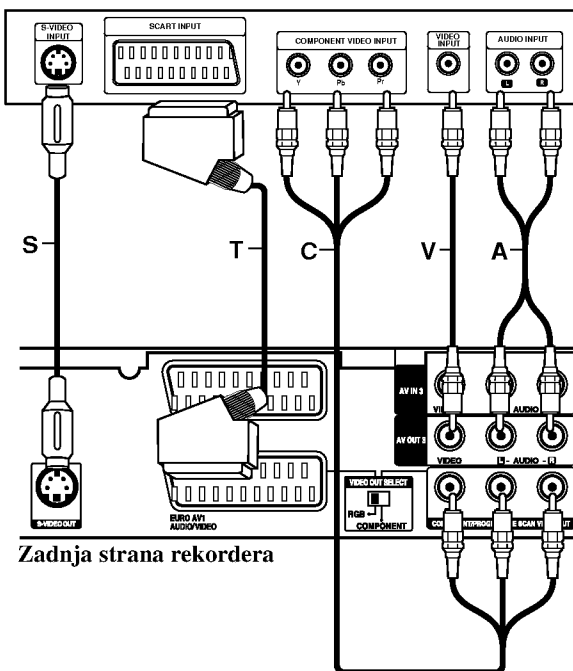 S-VIDEO
INPUT
SCART INPUT
COMPONENT VIDEO INPUT
Y Pb Pr
VIDEO
INPUT
AUDIO INPUT
L R
S T C V A
AV IN 3
AUDIO
AV OUT
VIDEO L - AUDIO - R
S-VIDEO OUT
EURO AV1
AUDIO/VIDEO
VIDEO OUT SELECT
RGB
COMPONENT
SCAN
Zadnja strana rekordera